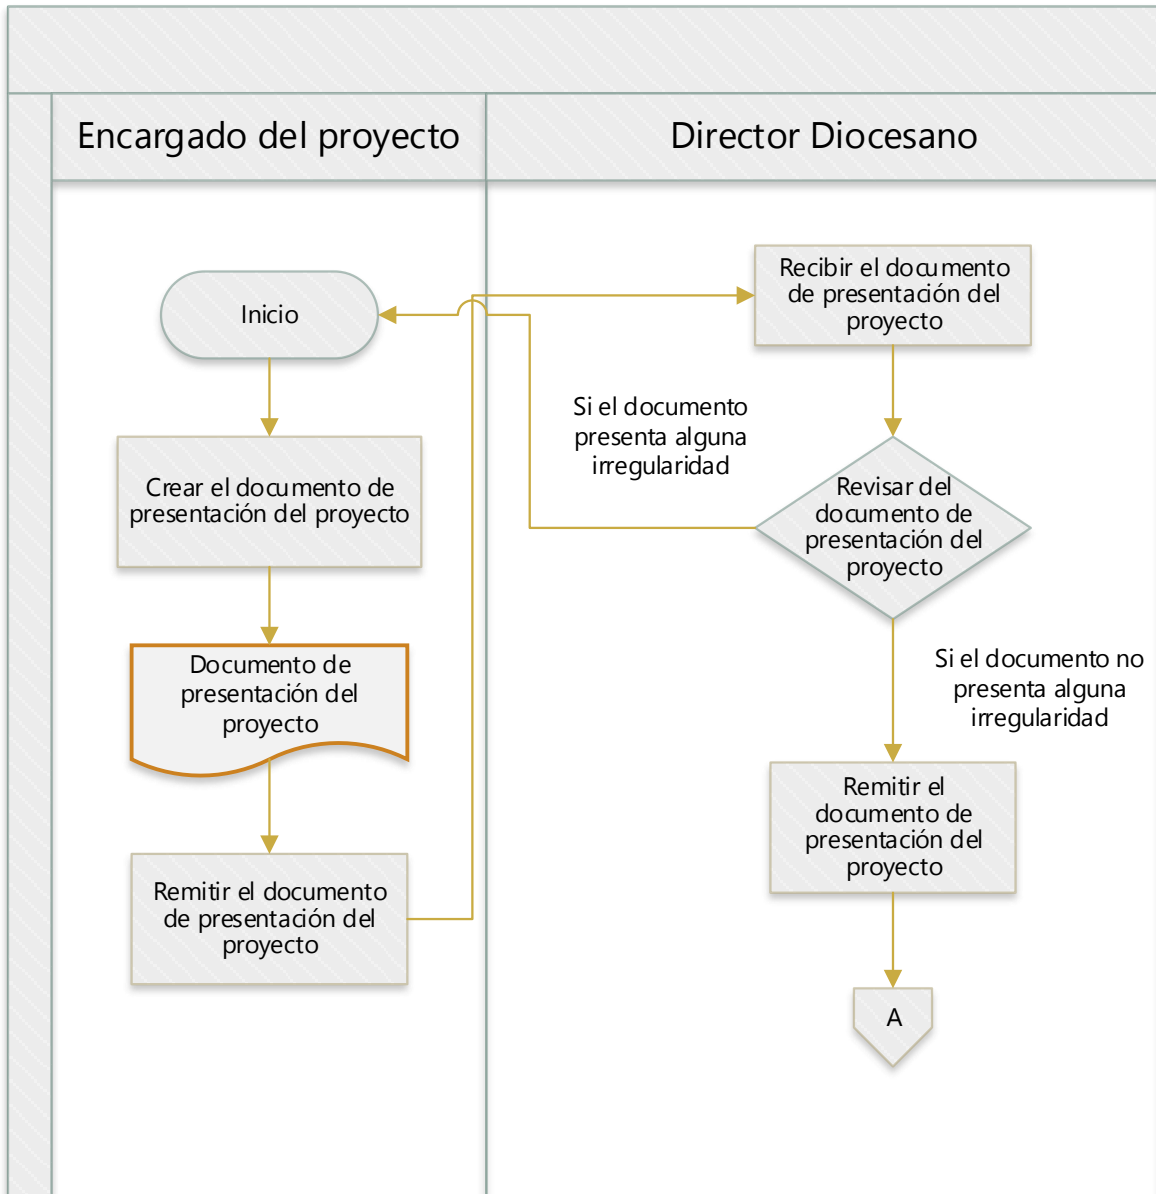 Encargado del proyecto
Director Diocesano
Inicio
Crear el documento de
presentación del proyecto
Documento de
presentación del
proyecto
Remitir el documento
de presentación del
proyecto
Recibir el documento
de presentación del
proyecto
Si el documento
presenta alguna
irregularidad
Revisar del
documento de
presentación del
proyecto
Si el documento no
presenta alguna
irregularidad
Remitir el
documento de
presentación del
proyecto
A